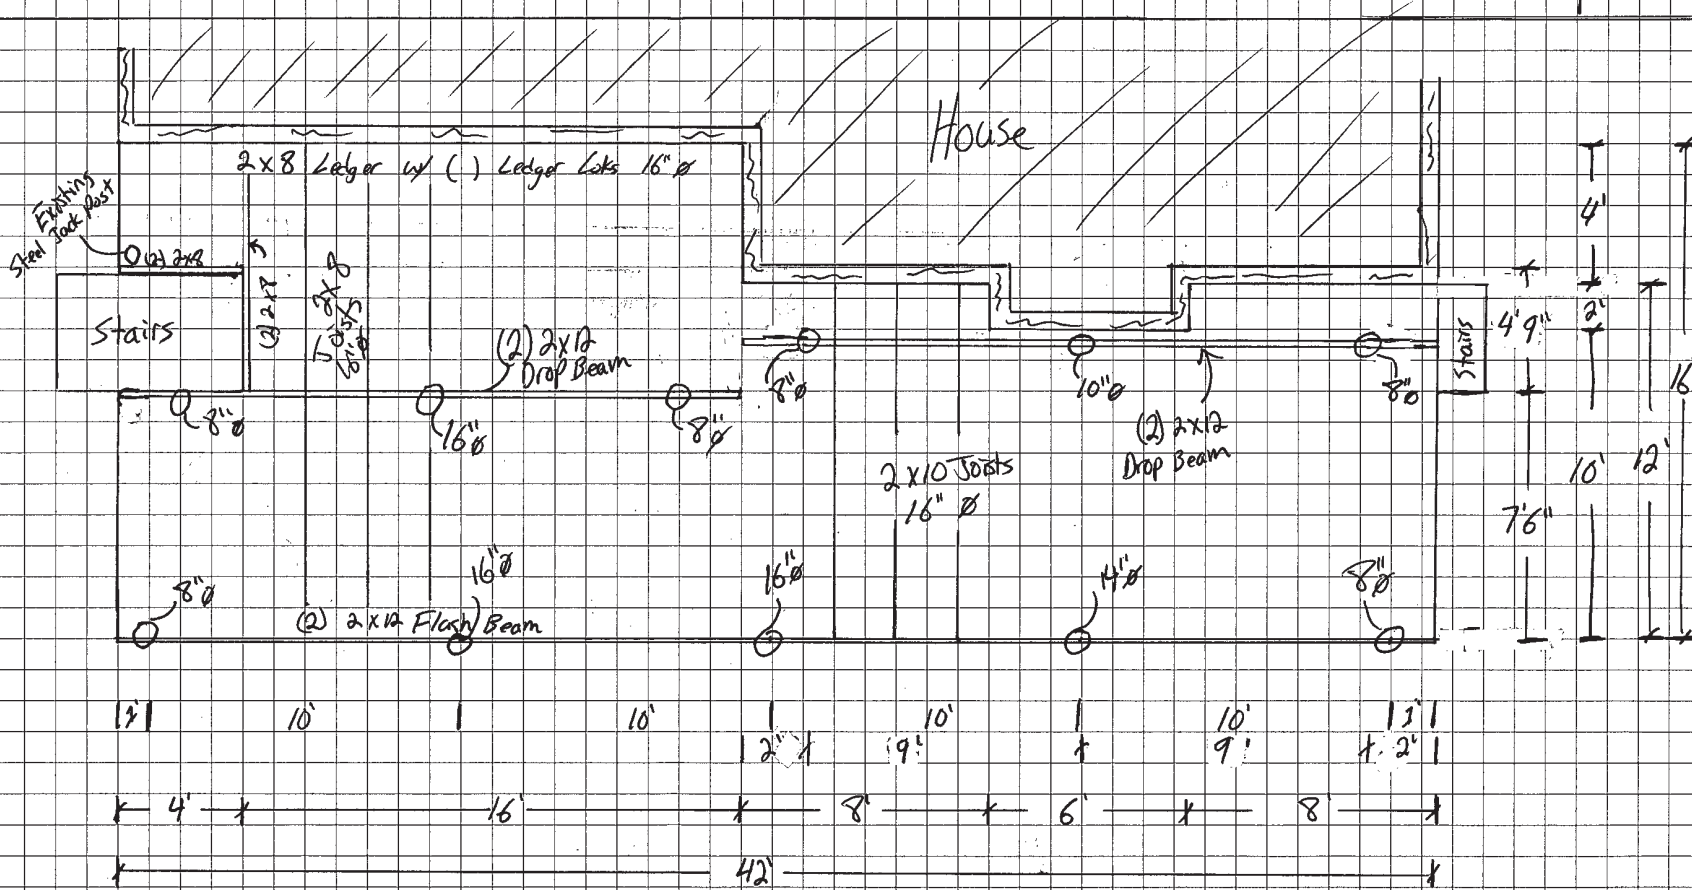 House
2x8 Ledger w/ ( ) Ledger Loks 16" ø
Existing
Steel Jack Post
(2) 2x8
Stairs
(2) 2x8
2x8
Joists
(2) 2x12
Drop Beam
8"ø
16"ø
8"ø
8"ø
10"ø
8"ø
(2) 2x12
Drop Beam
Stairs
2x10 Joists
16" ø
8"ø
16"ø
16"ø
14"ø
8"ø
(2) 2x12 Flush Beam
4'
2'
4'9"
16
10'
12'
7'6"
1' 10' 10' 10' 10' 1'
2' 9' 9' 2'
4' 16' 8' 6' 8'
42'